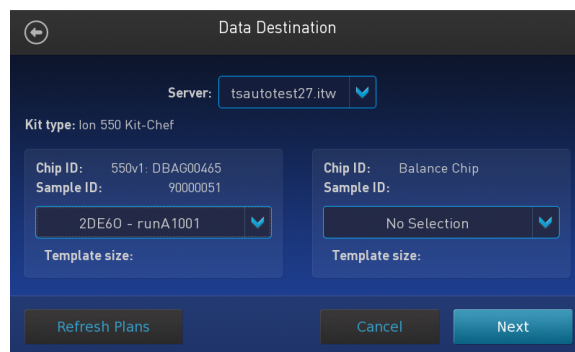 Data Destination
Server: tsautotest27.itw
Kit type: Ion 550 Kit-Chef
Chip ID: 550v1: DBAG00465
Sample ID: 90000051
2DE6O - runA1001
Template size:
Chip ID: Balance Chip
Sample ID:
No Selection
Template size:
Refresh Plans
Cancel
Next